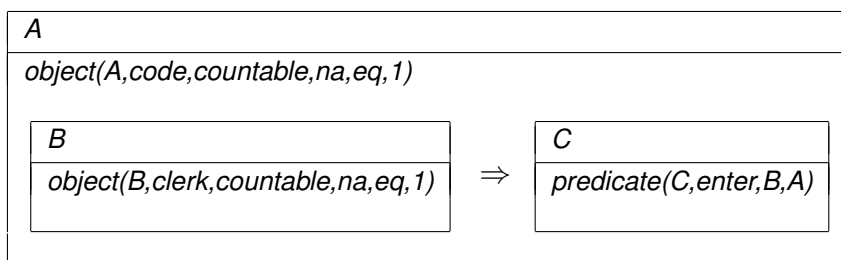 A
object(A,code,countable,na,eq,1)
B
object(B,clerk,countable,na,eq,1)
⇒
C
predicate(C,enter,B,A)